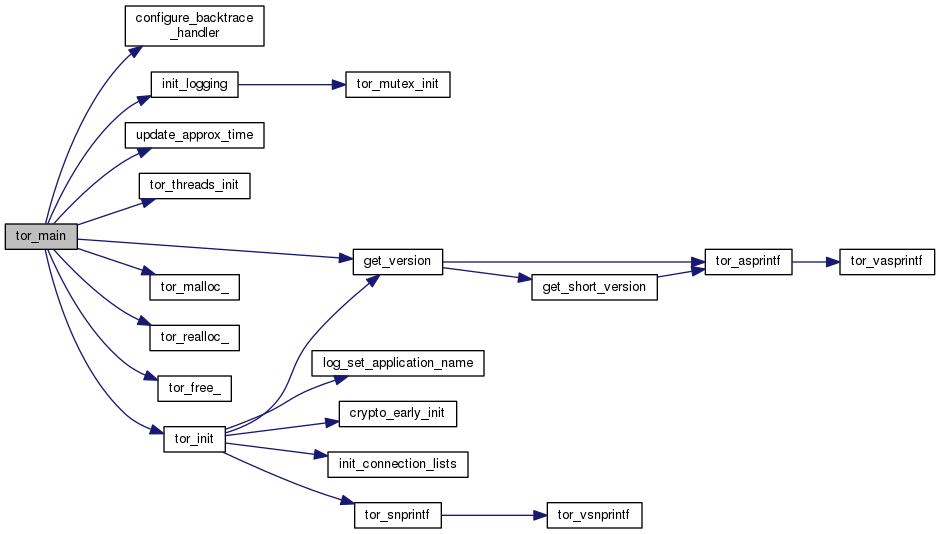 configure_backtrace
_handler
init_logging
tor_mutex_init
update_approx_time
tor_threads_init
tor_main
get_version
tor_asprintf
tor_vasprintf
tor_malloc_
get_short_version
tor_realloc_
log_set_application_name
tor_free_
crypto_early_init
tor_init
init_connection_lists
tor_snprintf
tor_vsnprintf